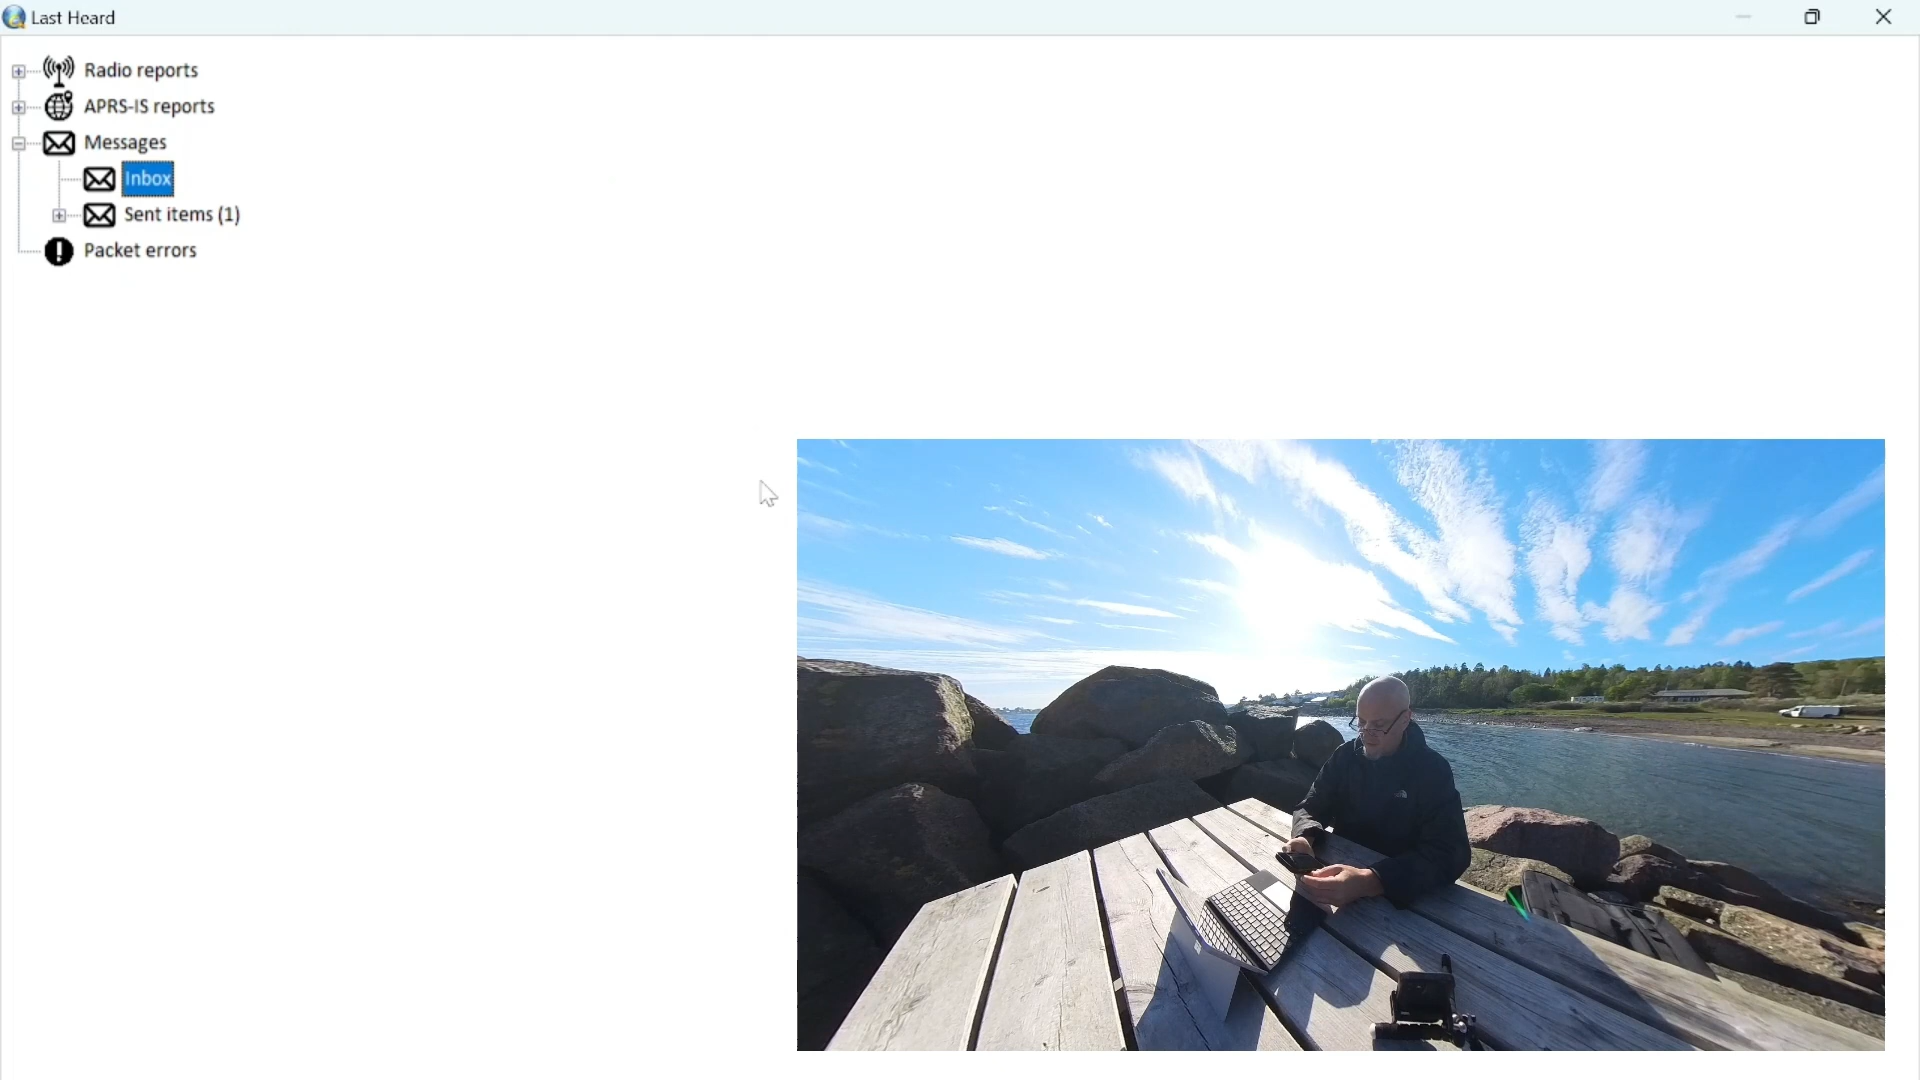 Last Heard
Radio reports
APRS-IS reports
Messages
Inbox
Sent items (1)
Packet errors